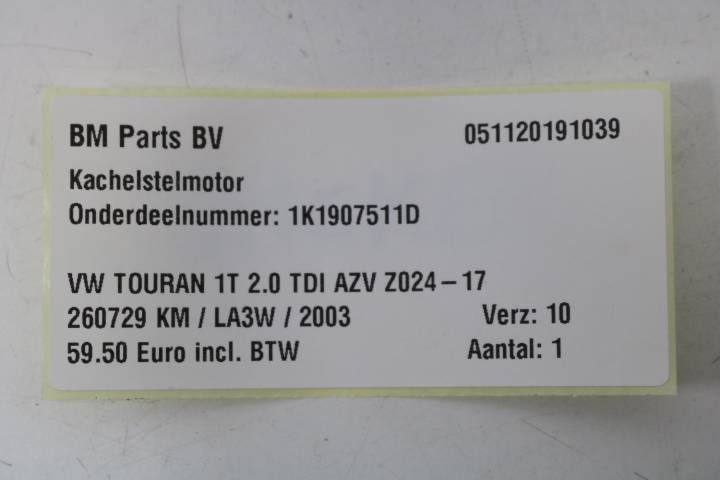 BM Parts BV 051120191039
Kachelstelmotor
Onderdeelnummer: 1K1907511D
VW TOURAN 1T 2.0 TDI AZV Z024-17
260729 KM / LA3W / 2003 Verz: 10
59.50 Euro incl. BTW Aantal: 1